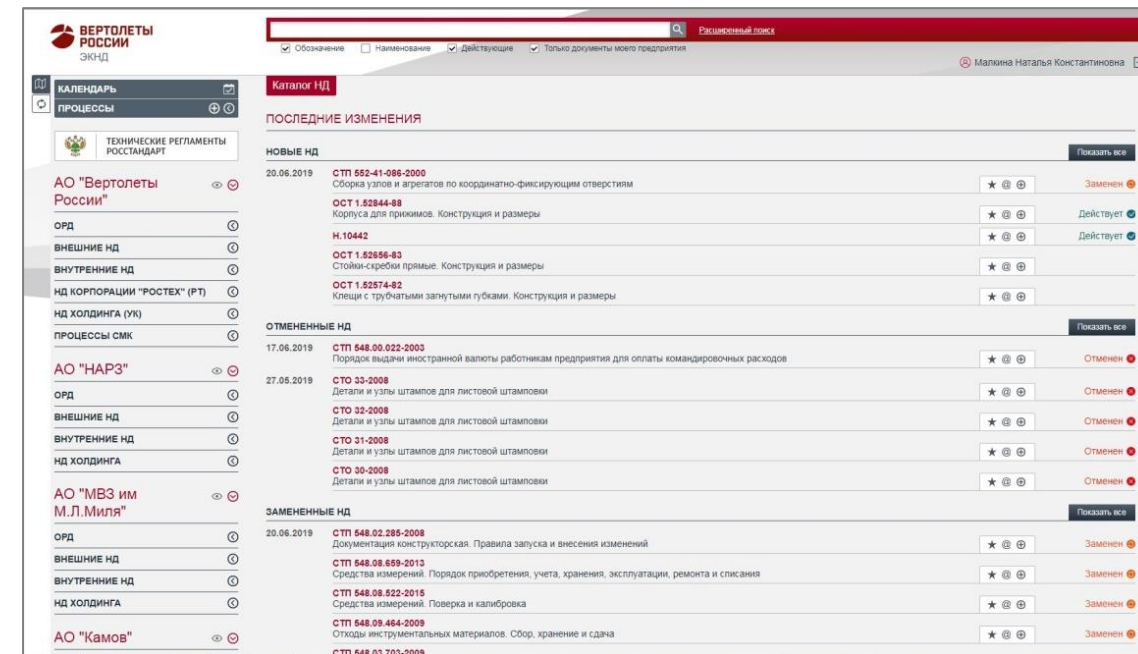 ВЕРТОЛЕТЫ
РОССИИ
ЭКНД
Расширенный поиск
Обозначение Наименование Действующие Только документы моего предприятия
Малкина Наталья Константиновна
КАЛЕНДАРЬ
ПРОЦЕССЫ
ТЕХНИЧЕСКИЕ РЕГЛАМЕНТЫ
РОССТАНДАРТ
АО "Вертолеты
России"
ОРД
ВНЕШНИЕ НД
ВНУТРЕННИЕ НД
НД КОРПОРАЦИИ "РОСТЕХ" (РТ)
НД ХОЛДИНГА (УК)
ПРОЦЕССЫ СМК
АО "НАРЗ"
ОРД
ВНЕШНИЕ НД
ВНУТРЕННИЕ НД
НД ХОЛДИНГА
АО "МВЗ им
М.Л.Миля"
ОРД
ВНЕШНИЕ НД
ВНУТРЕННИЕ НД
НД ХОЛДИНГА
АО "Камов"
Каталог НД
ПОСЛЕДНИЕ ИЗМЕНЕНИЯ
НОВЫЕ НД Показать все
20.06.2019 СТП 552-41-086-2000
Сборка узлов и агрегатов по координатно-фиксирующим отверстиям Заменен
ОСТ 1.52844-88
Корпуса для прижимов. Конструкция и размеры Действует
Н.10442 Действует
ОСТ 1.52656-83
Стойки-скребки прямые. Конструкция и размеры
ОСТ 1.52574-82
Клещи с трубчатыми загнутыми губками. Конструкция и размеры
ОТМЕНЕННЫЕ НД Показать все
17.06.2019 СТП 548.00.022-2003
Порядок выдачи иностранной валюты работникам предприятия для оплаты командировочных расходов Отменен
27.05.2019 СТО 33-2008
Детали и узлы штампов для листовой штамповки Отменен
СТО 32-2008
Детали и узлы штампов для листовой штамповки Отменен
СТО 31-2008
Детали и узлы штампов для листовой штамповки Отменен
СТО 30-2008
Детали и узлы штампов для листовой штамповки Отменен
ЗАМЕНЕННЫЕ НД Показать все
20.06.2019 СТП 548.02.285-2008
Документация конструкторская. Правила запуска и внесения изменений Заменен
СТП 548.08.659-2013
Средства измерений. Порядок приобретения, учета, хранения, эксплуатации, ремонта и списания Заменен
СТП 548.08.522-2015
Средства измерений. Поверка и калибровка Заменен
СТП 548.09.464-2009
Отходы инструментальных материалов. Сбор, хранение и сдача Заменен
СТП 548.03.703-2009